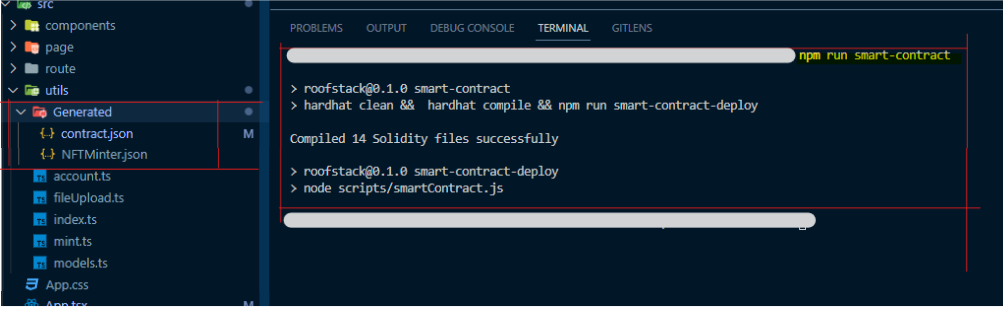 src
components
page
route
utils
Generated
contract.json M
NFTMinter.json
account.ts
fileUpload.ts
index.ts
mint.ts
models.ts
App.css
App.tsx M
PROBLEMS OUTPUT DEBUG CONSOLE TERMINAL GITLENS
npm run smart-contract
> roofstack@0.1.0 smart-contract
> hardhat clean && hardhat compile && npm run smart-contract-deploy
Compiled 14 Solidity files successfully
> roofstack@0.1.0 smart-contract-deploy
> node scripts/smartContract.js